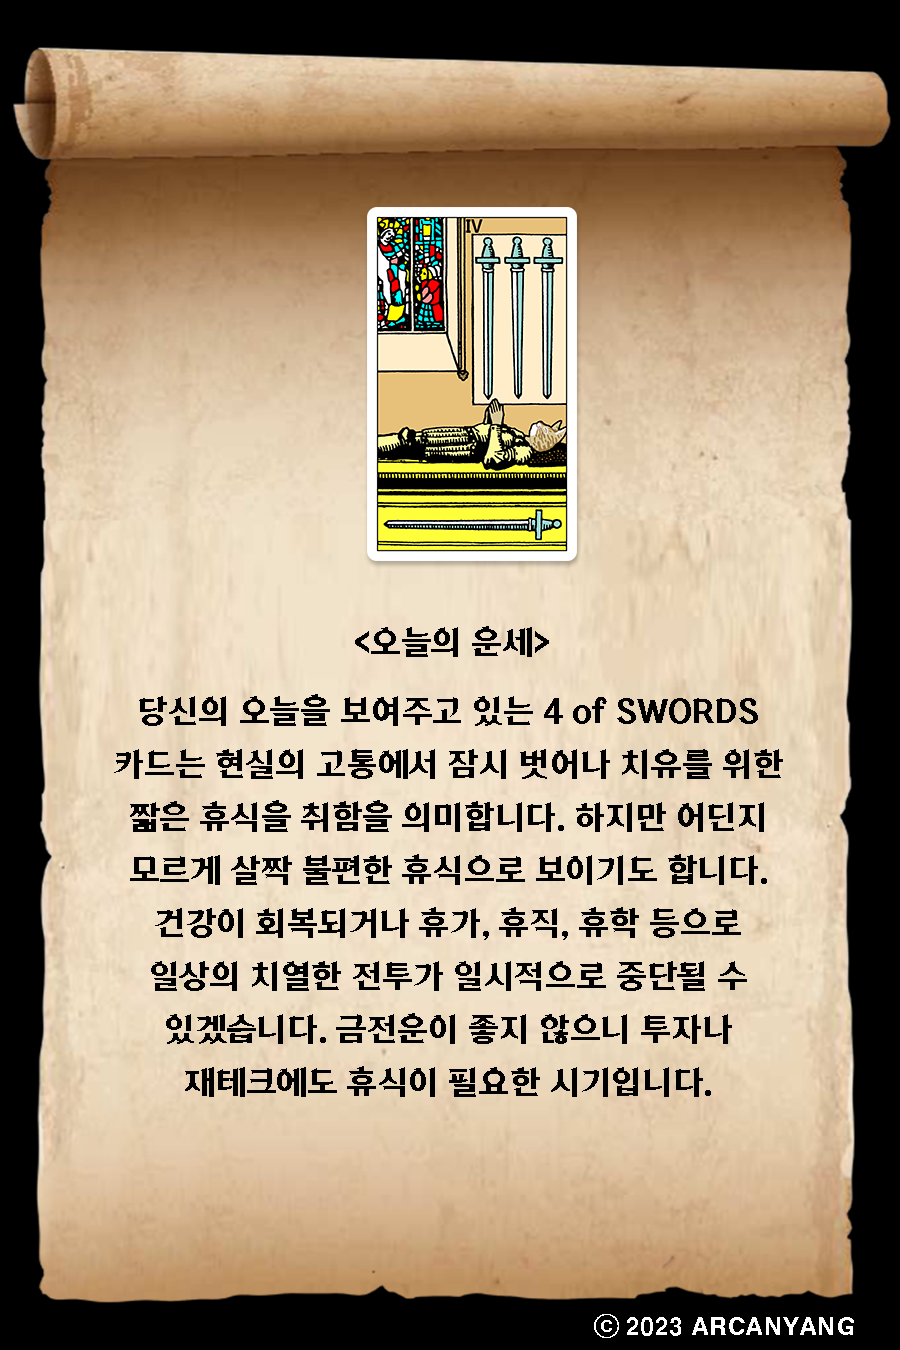 IV
<오늘의 운세>
당신의 오늘을 보여주고 있는 4 of SWORDS
카드는 현실의 고통에서 잠시 벗어나 치유를 위한
짧은 휴식을 취함을 의미합니다. 하지만 어딘지
모르게 살짝 불편한 휴식으로 보이기도 합니다.
건강이 회복되거나 휴가, 휴직, 휴학 등으로
일상의 치열한 전투가 일시적으로 중단될 수
있겠습니다. 금전운이 좋지 않으니 투자나
재테크에도 휴식이 필요한 시기입니다.
ⓒ 2023 ARCANYANG